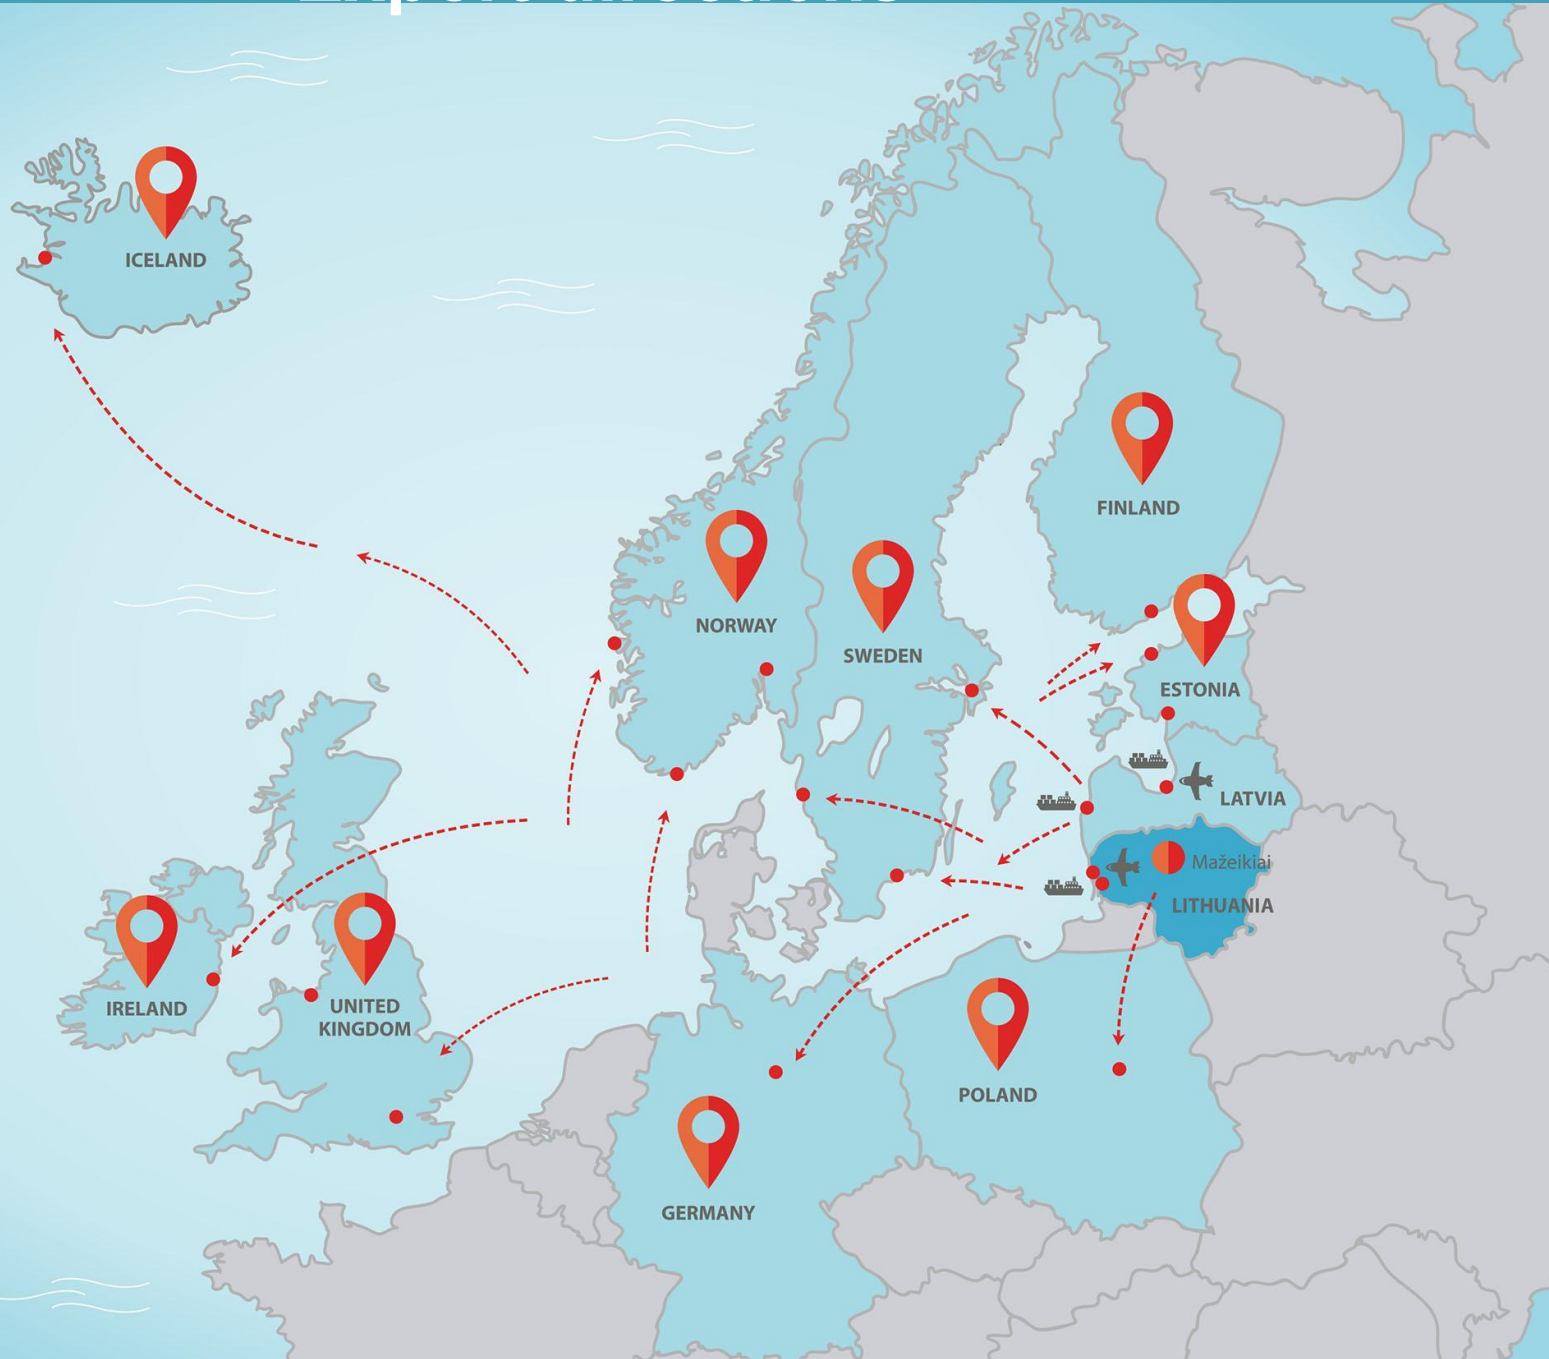 ICELAND
FINLAND
NORWAY
SWEDEN
ESTONIA
LATVIA
Mažeikiai
LITHUANIA
IRELAND
UNITED
KINGDOM
POLAND
GERMANY